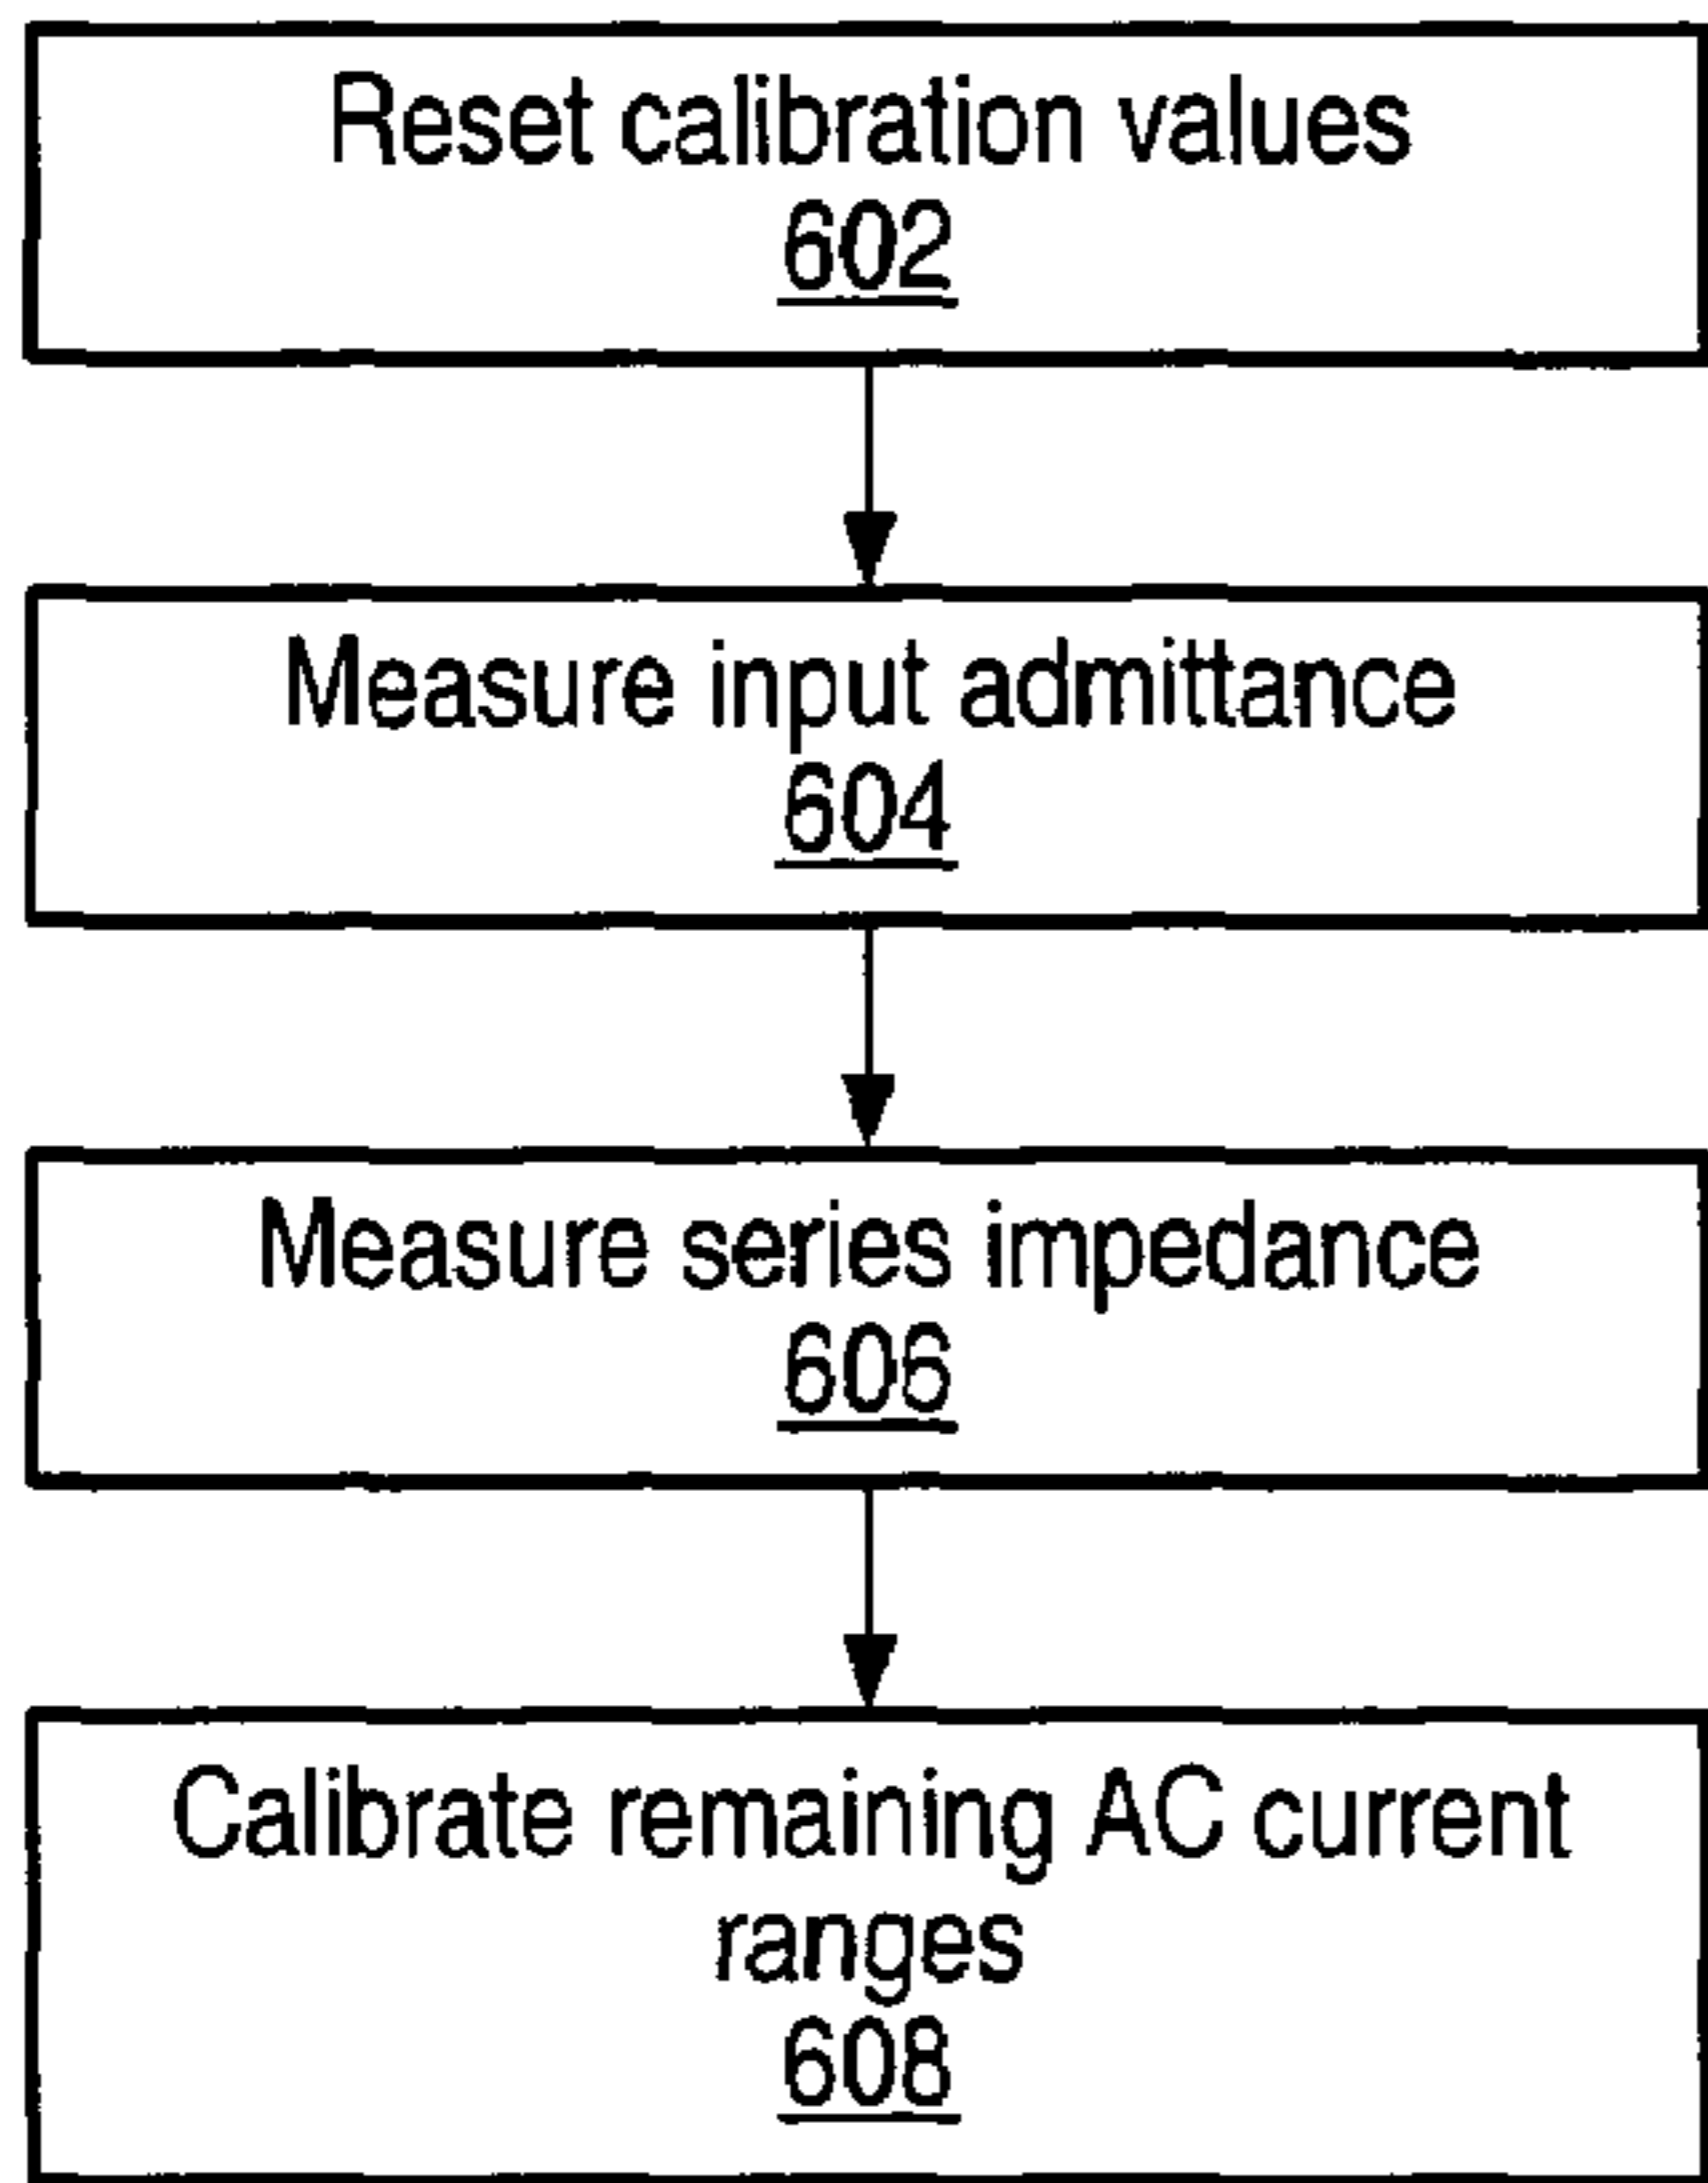 Reset calibration values
602
Measure input admittance
604
Measure series impedance
606
Calibrate remaining AC current
ranges
608